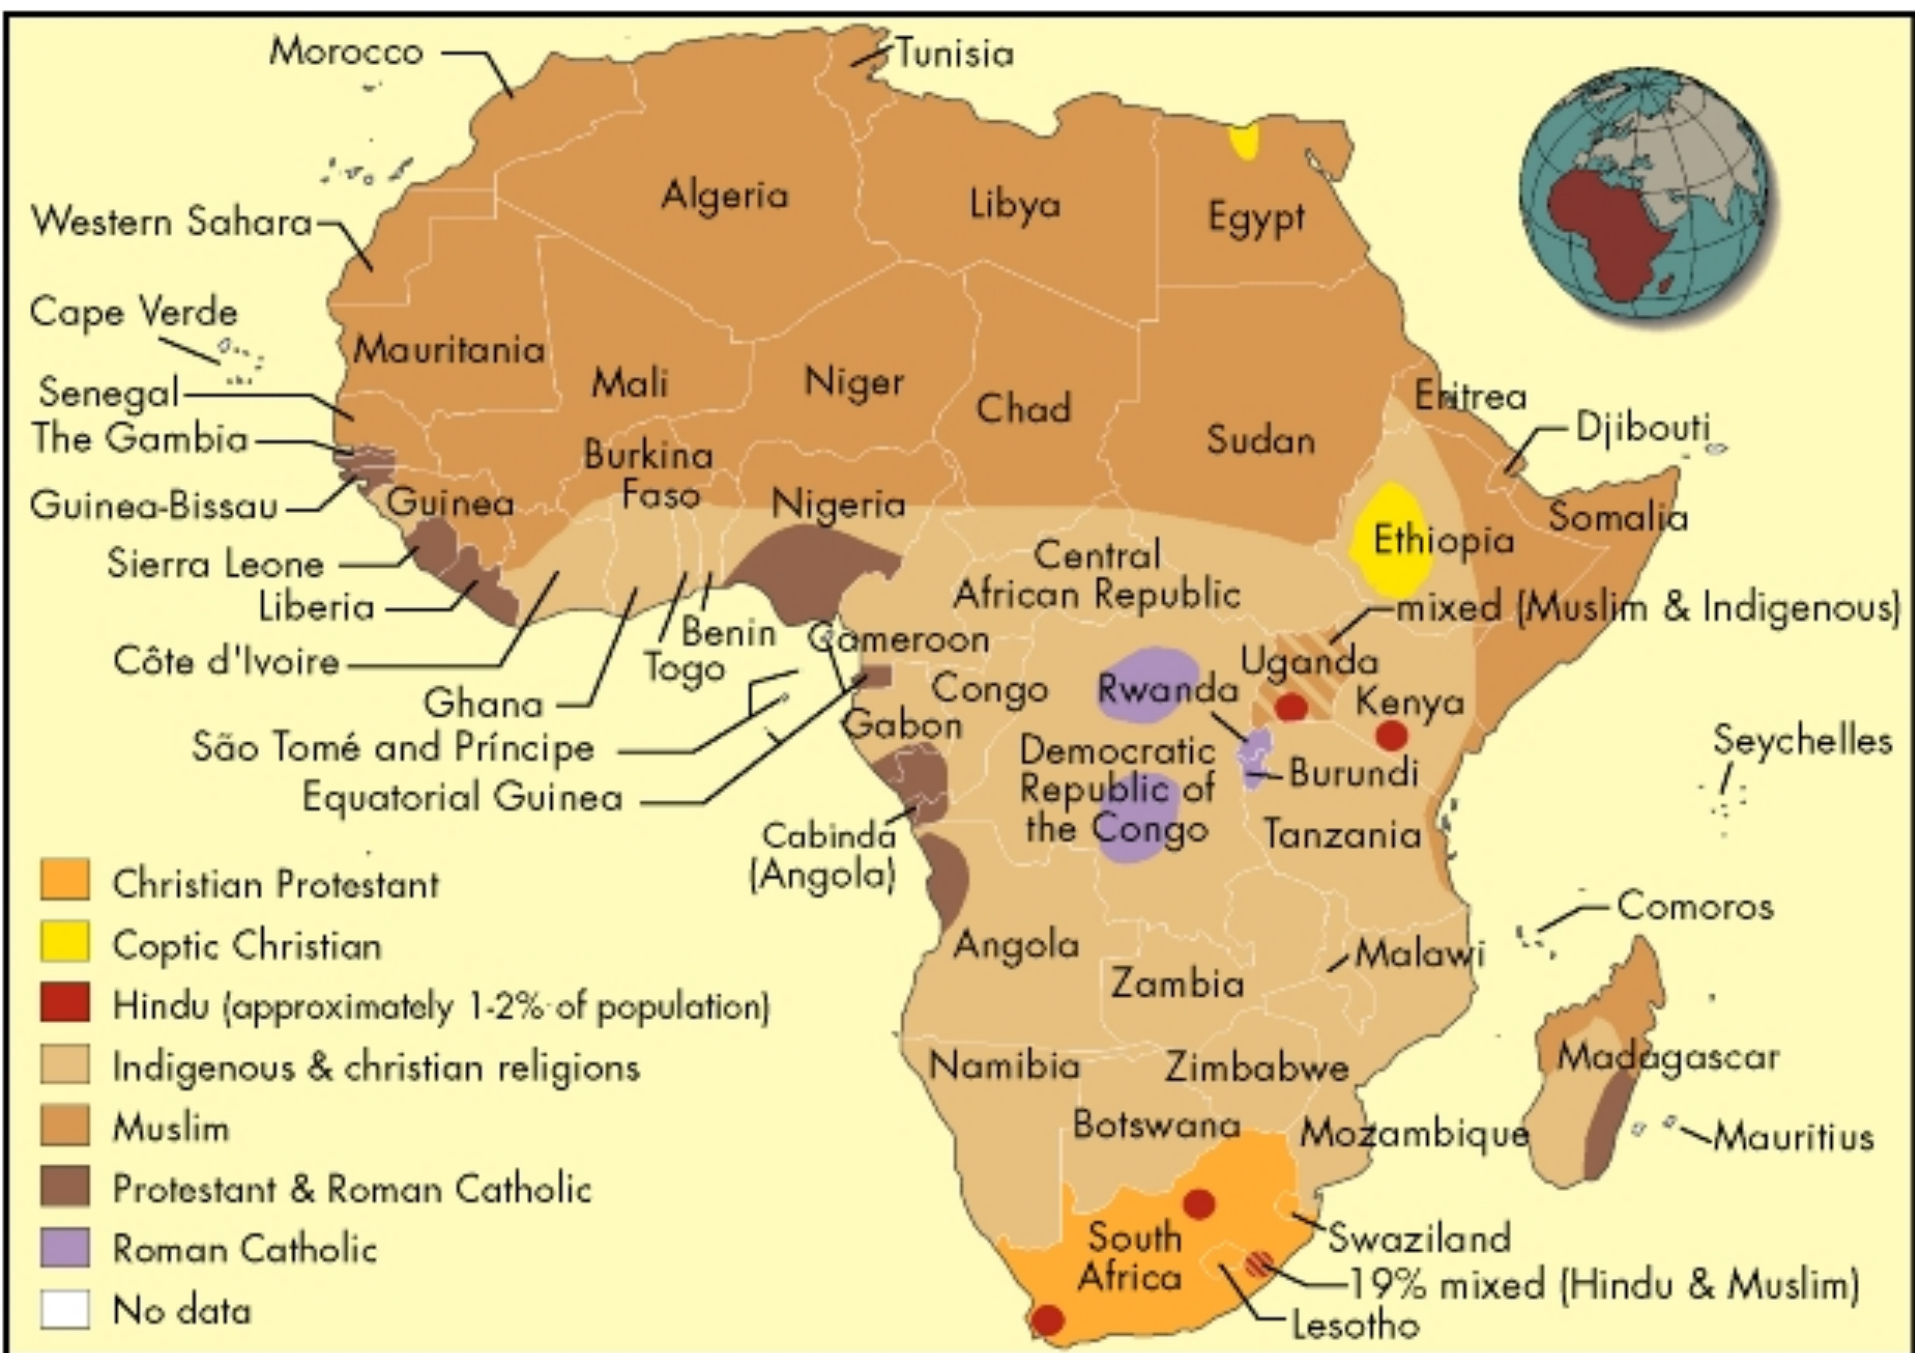 Morocco
Tunisia
Algeria
Libya
Egypt
Western Sahara
Cape Verde
Mauritania
Mali
Niger
Chad
Sudan
Eritrea
Djibouti
Senegal
The Gambia
Burkina
Faso
Guinea-Bissau
Guinea
Nigeria
Somalia
Ethiopia
Central
African Republic
Sierra Leone
Liberia
mixed (Muslim & Indigenous)
Benin
Cameroon
Côte d'Ivoire
Togo
Uganda
Ghana
Congo
Rwanda
Kenya
Gabon
São Tomé and Príncipe
Democratic
Republic of
the Congo
Seychelles
Equatorial Guinea
Burundi
Cabinda
(Angola)
Tanzania
Comoros
Angola
Malawi
Zambia
Namibia
Zimbabwe
Madagascar
Botswana
Mozambique
Mauritius
South
Africa
Swaziland
19% mixed (Hindu & Muslim)
Lesotho
Christian Protestant
Coptic Christian
Hindu (approximately 1-2% of population)
Indigenous & christian religions
Muslim
Protestant & Roman Catholic
Roman Catholic
No data